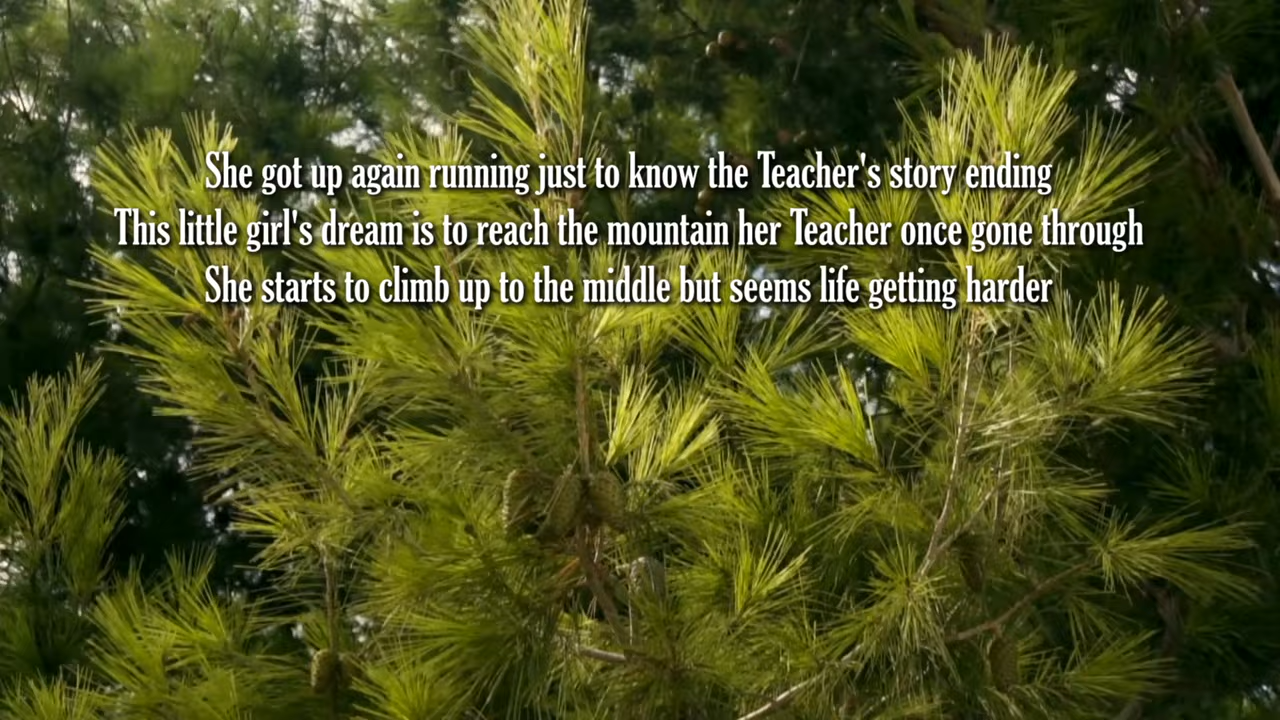 She got up again running just to know the Teacher's story ending
This little girl's dream is to reach the mountain her Teacher once gone through
She starts to climb up to the middle but seems life getting harder